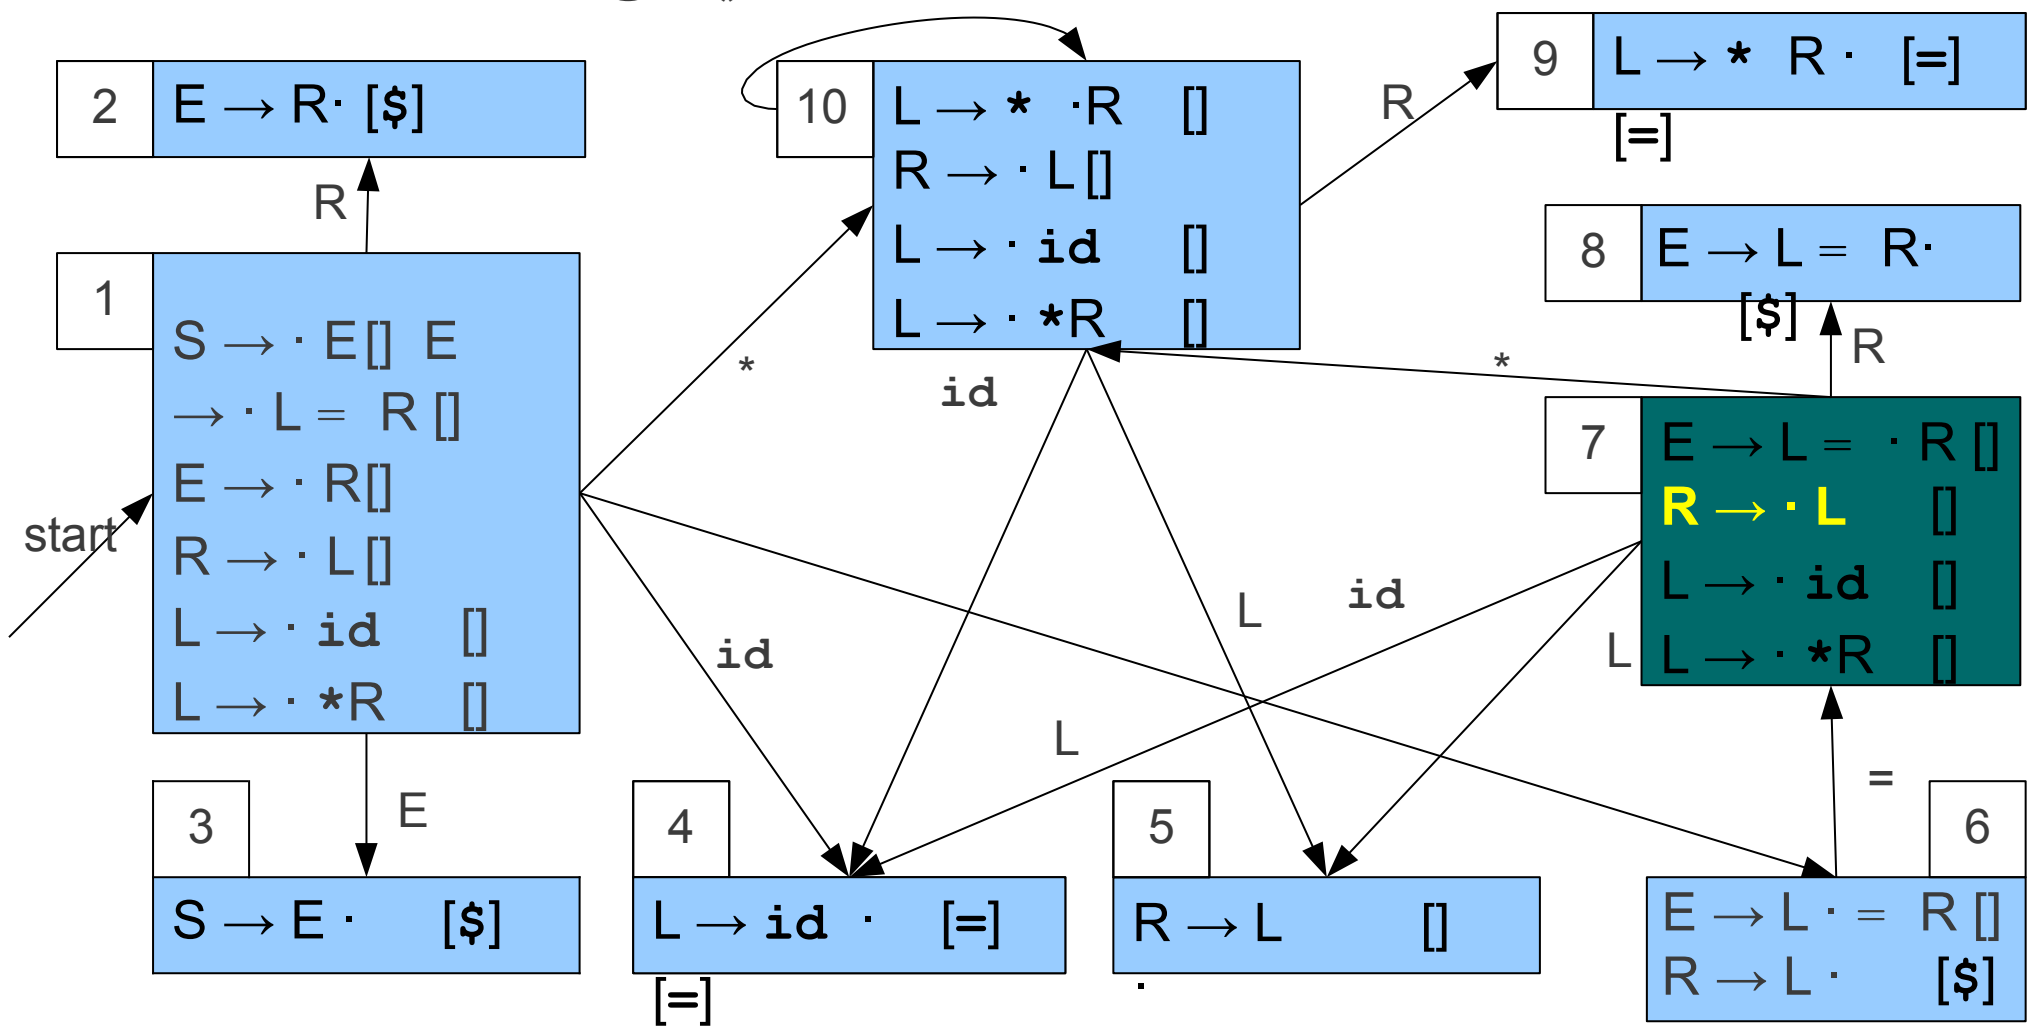 2
E → R· [$]
R
1
S → · E[] E
→ · L = R []
E → · R[]
R → · L[]
L → · id []
L → · *R []
start
E
3
S → E · [$]
10
L → * ·R []
R → · L[]
L → · id []
L → · *R []
*
id
R
9
L → * R · [=]
[=]
8
E → L = R·
[$]
R
*
7
E → L = · R []
R → · L []
L → · id []
L → · *R []
id
L
id
L
L
=
4
L → id · [=]
[=]
5
R → L []
·
6
E → L · = R []
R → L · [$]